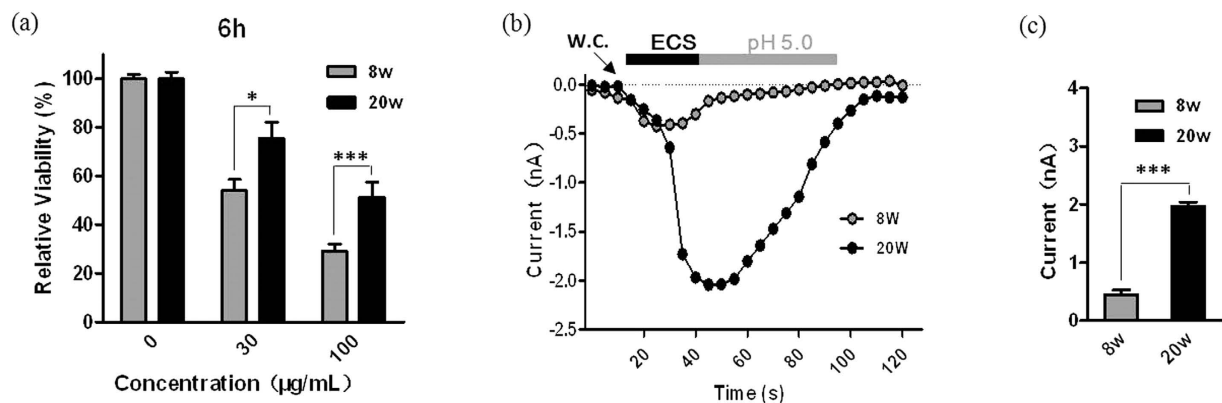 (a)
6h
8w
20w
Relative Viability (%)
100
80
60
40
20
0
*
***
0
30
100
Concentration (µg/mL)
(b)
W.C.
ECS
pH 5.0
Current (nA)
0.0
-0.5
-1.0
-1.5
-2.0
-2.5
8W
20W
20
40
60
80
100
120
Time (s)
(c)
8w
20w
Current (nA)
4
3
2
1
0
***
8w
20w